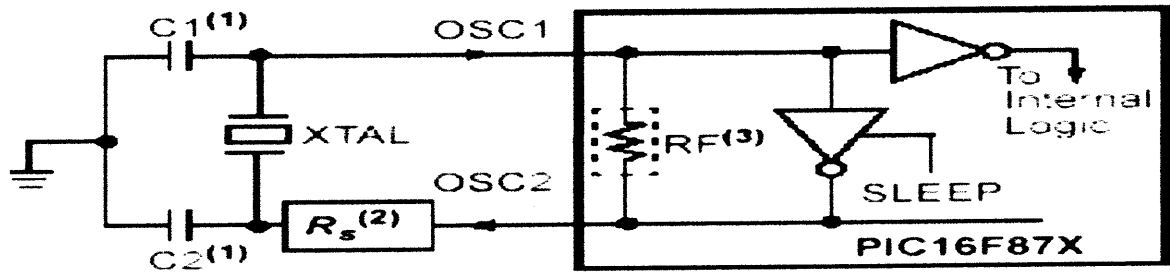 C1(1)
OSC1
To
Internal
Logic
XTAL
RF(3)
OSC2
SLEEP
Rs(2)
C2(1)
PIC16F87X